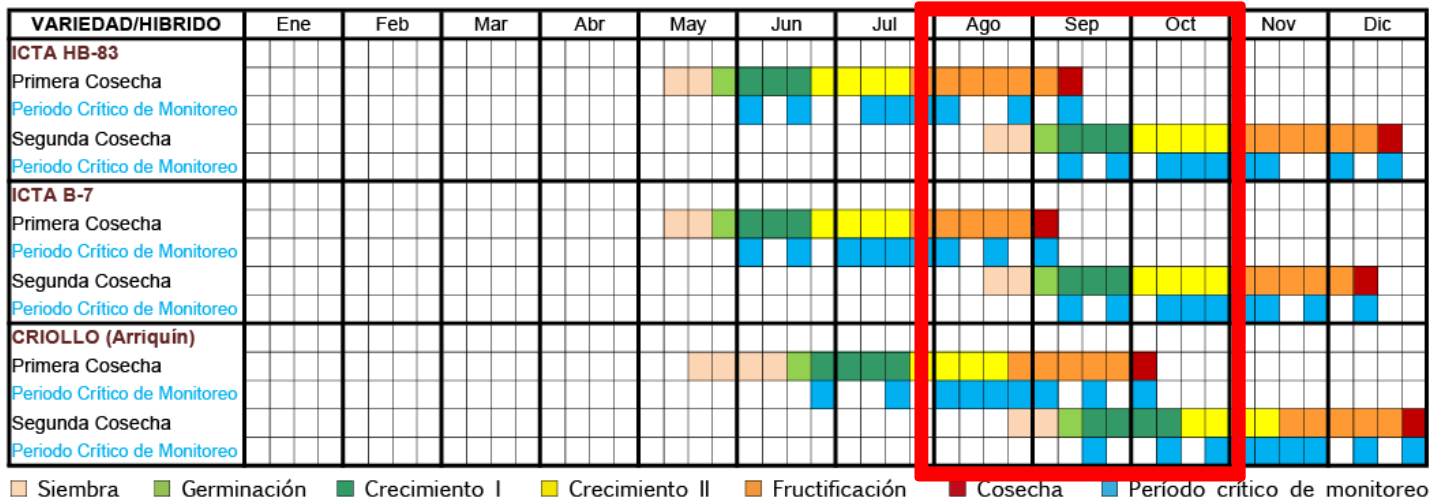 VARIEDAD/HIBRIDO Ene Feb Mar Abr May Jun Jul Ago Sep Oct Nov Dic
ICTA HB-83
Primera Cosecha
Periodo Crítico de Monitoreo
Segunda Cosecha
Periodo Crítico de Monitoreo
ICTA B-7
Primera Cosecha
Periodo Crítico de Monitoreo
Segunda Cosecha
Periodo Crítico de Monitoreo
CRIOLLO (Arriquín)
Primera Cosecha
Periodo Crítico de Monitoreo
Segunda Cosecha
Periodo Crítico de Monitoreo
Siembra Germinación Crecimiento I Crecimiento II Fructificación Cosecha Período crítico de monitoreo